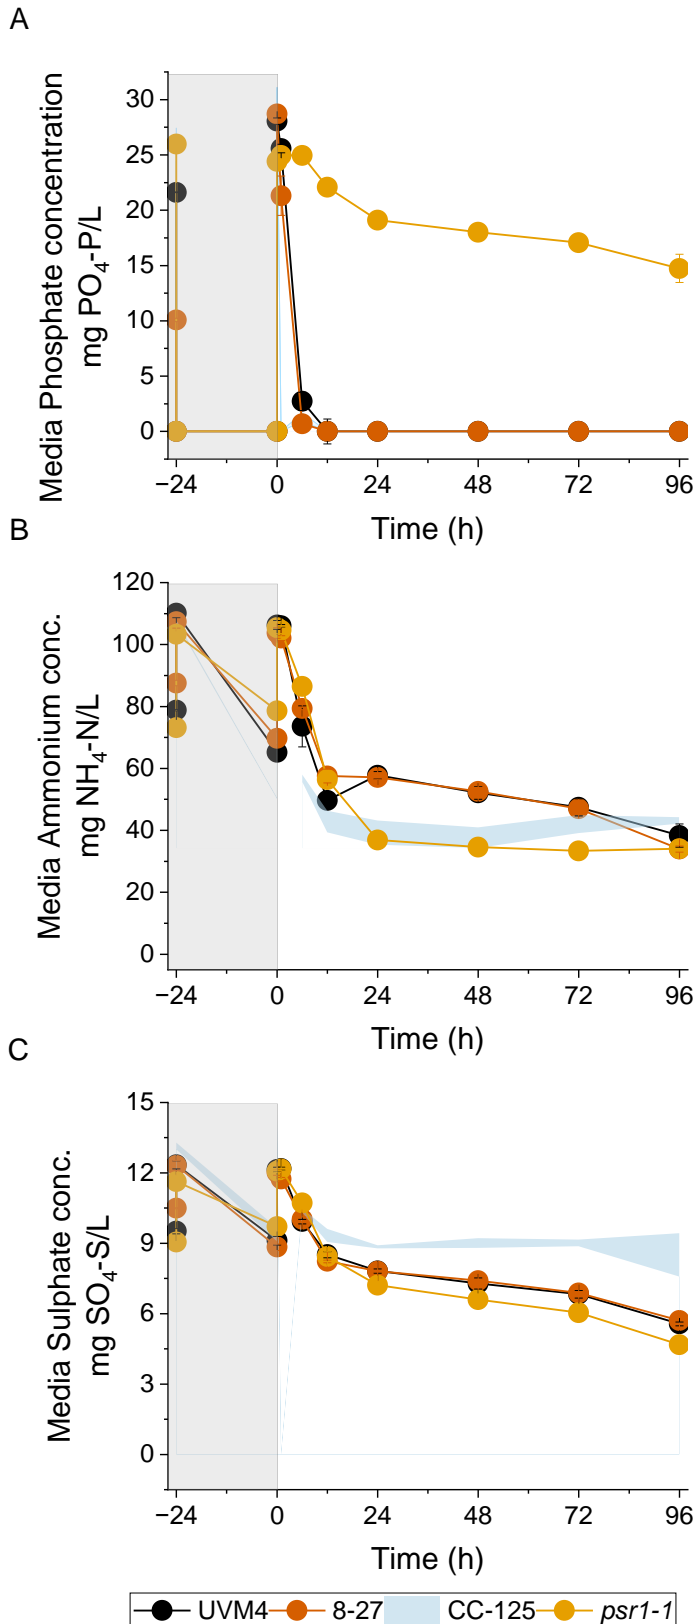 A
Media Phosphate concentration
mg PO₄-P/L
30
25
20
15
10
5
0
−24 0 24 48 72 96
Time (h)
B
Media Ammonium conc.
mg NH₄-N/L
120
100
80
60
40
20
0
−24 0 24 48 72 96
Time (h)
C
Media Sulphate conc.
mg SO₄-S/L
15
12
9
6
3
0
−24 0 24 48 72 96
Time (h)
UVM4 8-27 CC-125 psr1-1